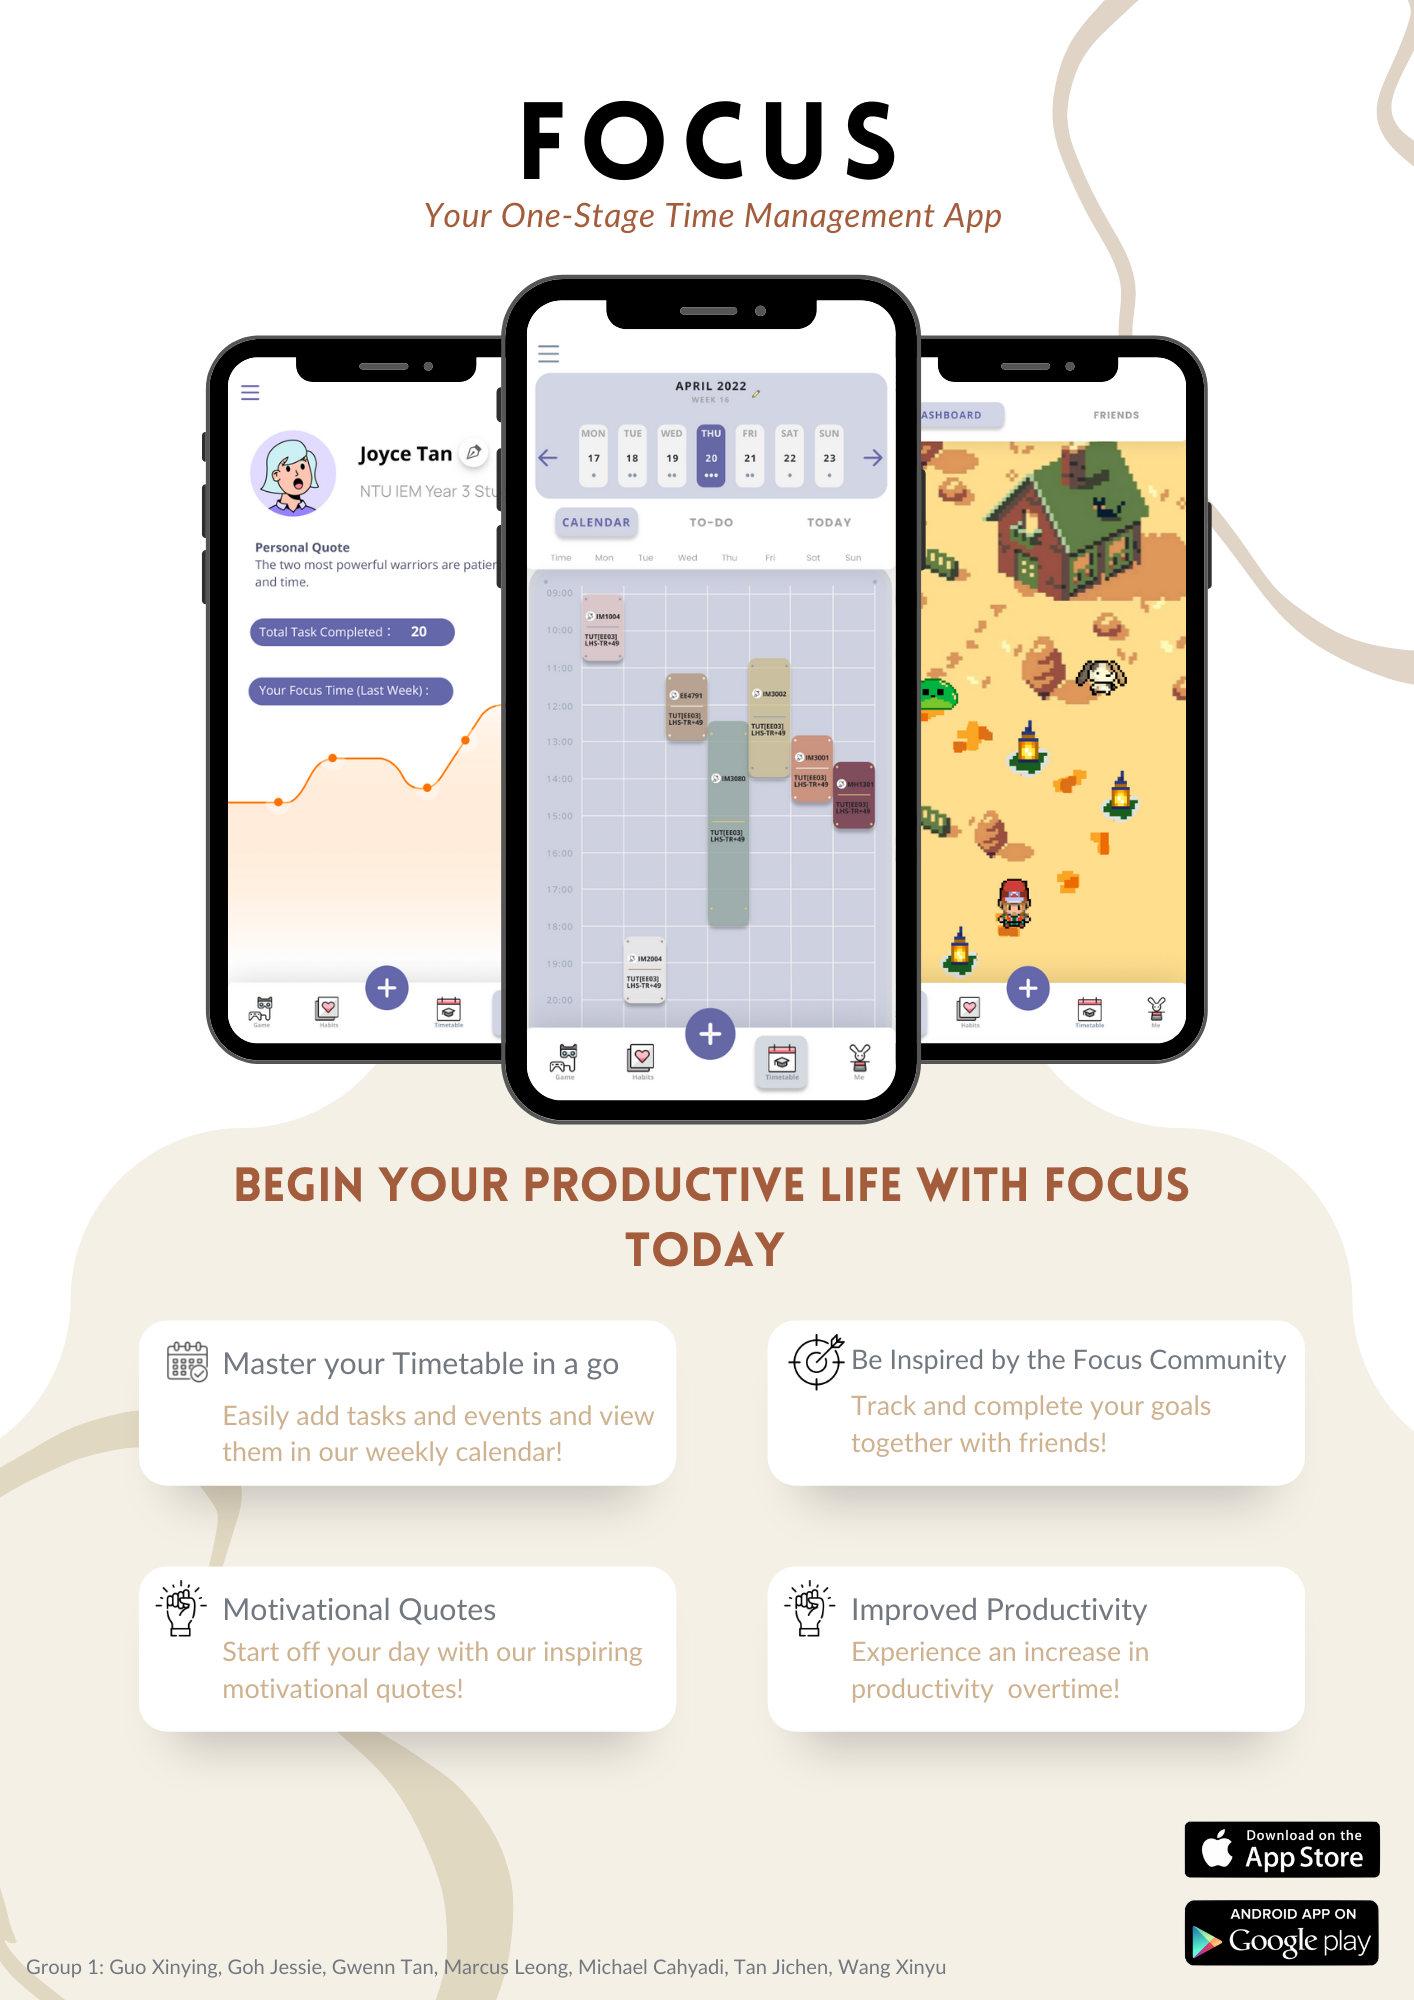 FOCUS
Your One-Stage Time Management App
Joyce Tan
NTU IEM Year 3 Stu
Personal Quote
The two most powerful warriors are patien
and time.
Total Task Completed : 20
Your Focus Time (Last Week) :
Game
Habits
Timetable
APRIL 2022
WEEK 16
MON TUE WED THU FRI SAT SUN
17 18 19 20 21 22 23
CALENDAR TO-DO TODAY
Time Mon Tue Wed Thu Fri Sat Sun
09:00
10:00
11:00
12:00
13:00
14:00
15:00
16:00
17:00
18:00
19:00
20:00
IM1004
TUT[EE03]
LHS-TR+49
EE4791
TUT[EE03]
LHS-TR+49
IM3002
TUT[EE03]
LHS-TR+49
IM3080
TUT[EE03]
LHS-TR+49
IM3001
TUT[EE03]
LHS-TR+49
MH1301
TUT[EE03]
LHS-TR+49
IM2004
TUT[EE03]
LHS-TR+49
Game
Habits
Timetable
Me
ASHBOARD
FRIENDS
Habits
Timetable
Me
BEGIN YOUR PRODUCTIVE LIFE WITH FOCUS
TODAY
Master your Timetable in a go
Easily add tasks and events and view
them in our weekly calendar!
Be Inspired by the Focus Community
Track and complete your goals
together with friends!
Motivational Quotes
Start off your day with our inspiring
motivational quotes!
Improved Productivity
Experience an increase in
productivity overtime!
Download on the
App Store
ANDROID APP ON
Google play
Group 1: Guo Xinying, Goh Jessie, Gwenn Tan, Marcus Leong, Michael Cahyadi, Tan Jichen, Wang Xinyu